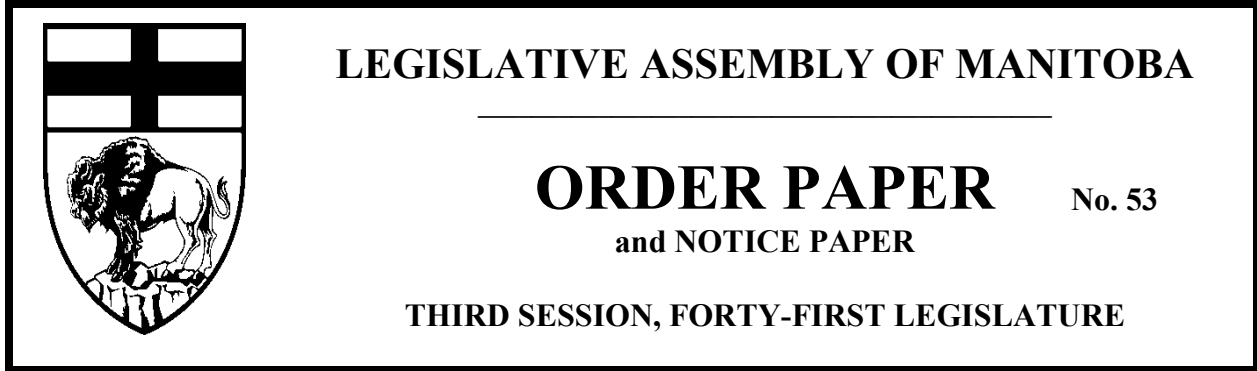 LEGISLATIVE ASSEMBLY OF MANITOBA
ORDER PAPER No. 53
and NOTICE PAPER
THIRD SESSION, FORTY-FIRST LEGISLATURE